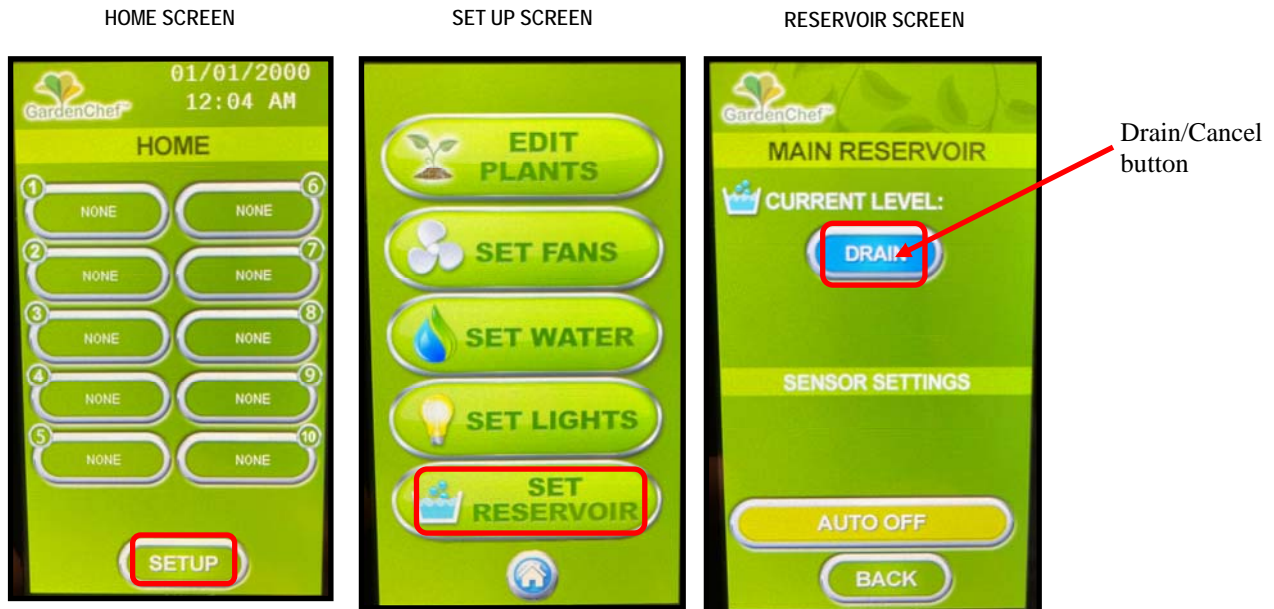 HOME SCREEN
SET UP SCREEN
RESERVOIR SCREEN
GardenChef™
01/01/2000
12:04 AM
HOME
1 NONE
6 NONE
2 NONE
7 NONE
3 NONE
8 NONE
4 NONE
9 NONE
5 NONE
10 NONE
SETUP
EDIT
PLANTS
SET FANS
SET WATER
SET LIGHTS
SET
RESERVOIR
GardenChef™
MAIN RESERVOIR
CURRENT LEVEL:
DRAIN
SENSOR SETTINGS
AUTO OFF
BACK
Drain/Cancel
button